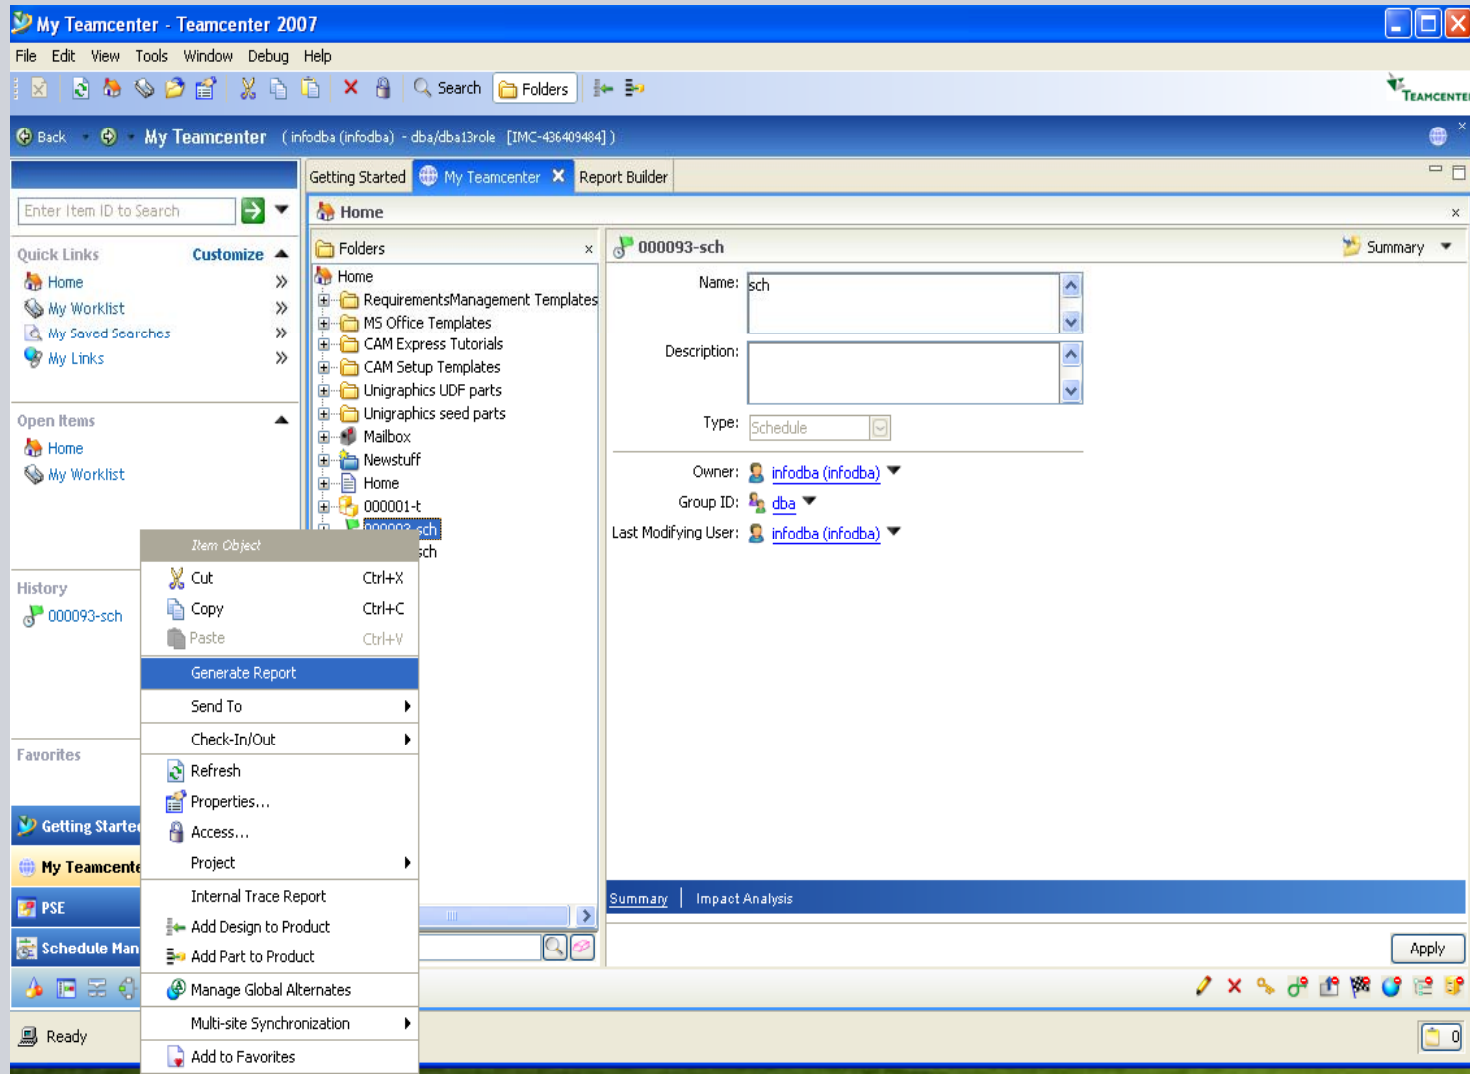 My Teamcenter - Teamcenter 2007
File Edit View Tools Window Debug Help
Search Folders
TEAMCENTER
Back My Teamcenter ( infodba (infodba) - dba/dba13role [IMC-436409484] )
Getting Started My Teamcenter Report Builder
Enter Item ID to Search
Home
Quick Links Customize
Home
My Worklist
My Saved Searches
My Links
Open Items
Home
My Worklist
History
000093-sch
Favorites
Getting Started
My Teamcente
PSE
Schedule Man
Folders
Home
RequirementsManagement Templates
MS Office Templates
CAM Express Tutorials
CAM Setup Templates
Unigraphics UDF parts
Unigraphics seed parts
Mailbox
Newstuff
Home
000001-t
000093-sch
sch
Item Object
Cut Ctrl+X
Copy Ctrl+C
Paste Ctrl+V
Generate Report
Send To
Check-In/Out
Refresh
Properties...
Access...
Project
Internal Trace Report
Add Design to Product
Add Part to Product
Manage Global Alternates
Multi-site Synchronization
Add to Favorites
000093-sch
Summary
Name: sch
Description:
Type: Schedule
Owner: infodba (infodba)
Group ID: dba
Last Modifying User: infodba (infodba)
Summary Impact Analysis
Apply
Ready
0